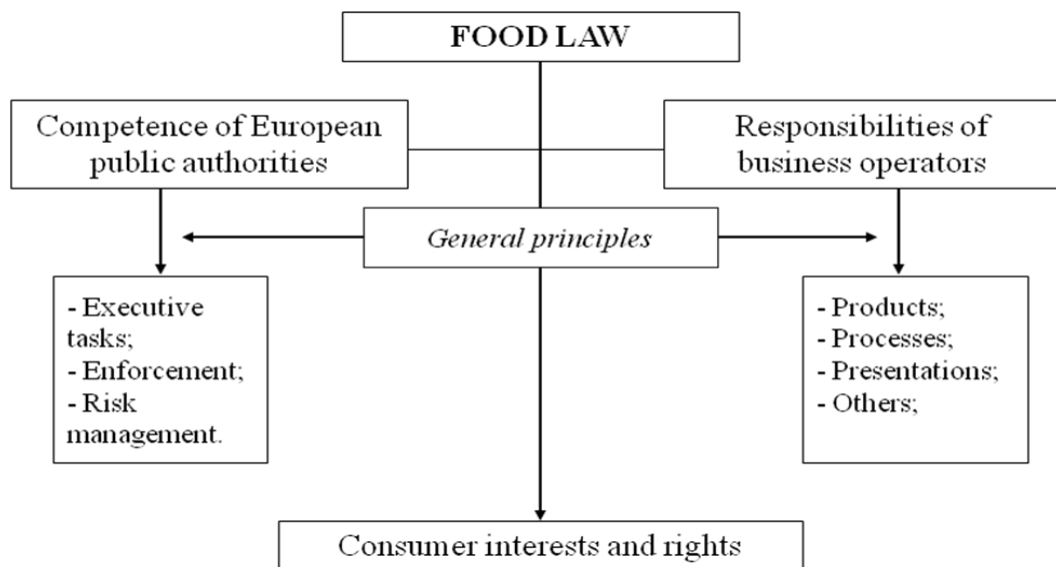 FOOD LAW
Competence of European
public authorities
Responsibilities of
business operators
General principles
- Executive
tasks;
- Enforcement;
- Risk
management.
- Products;
- Processes;
- Presentations;
- Others;
Consumer interests and rights